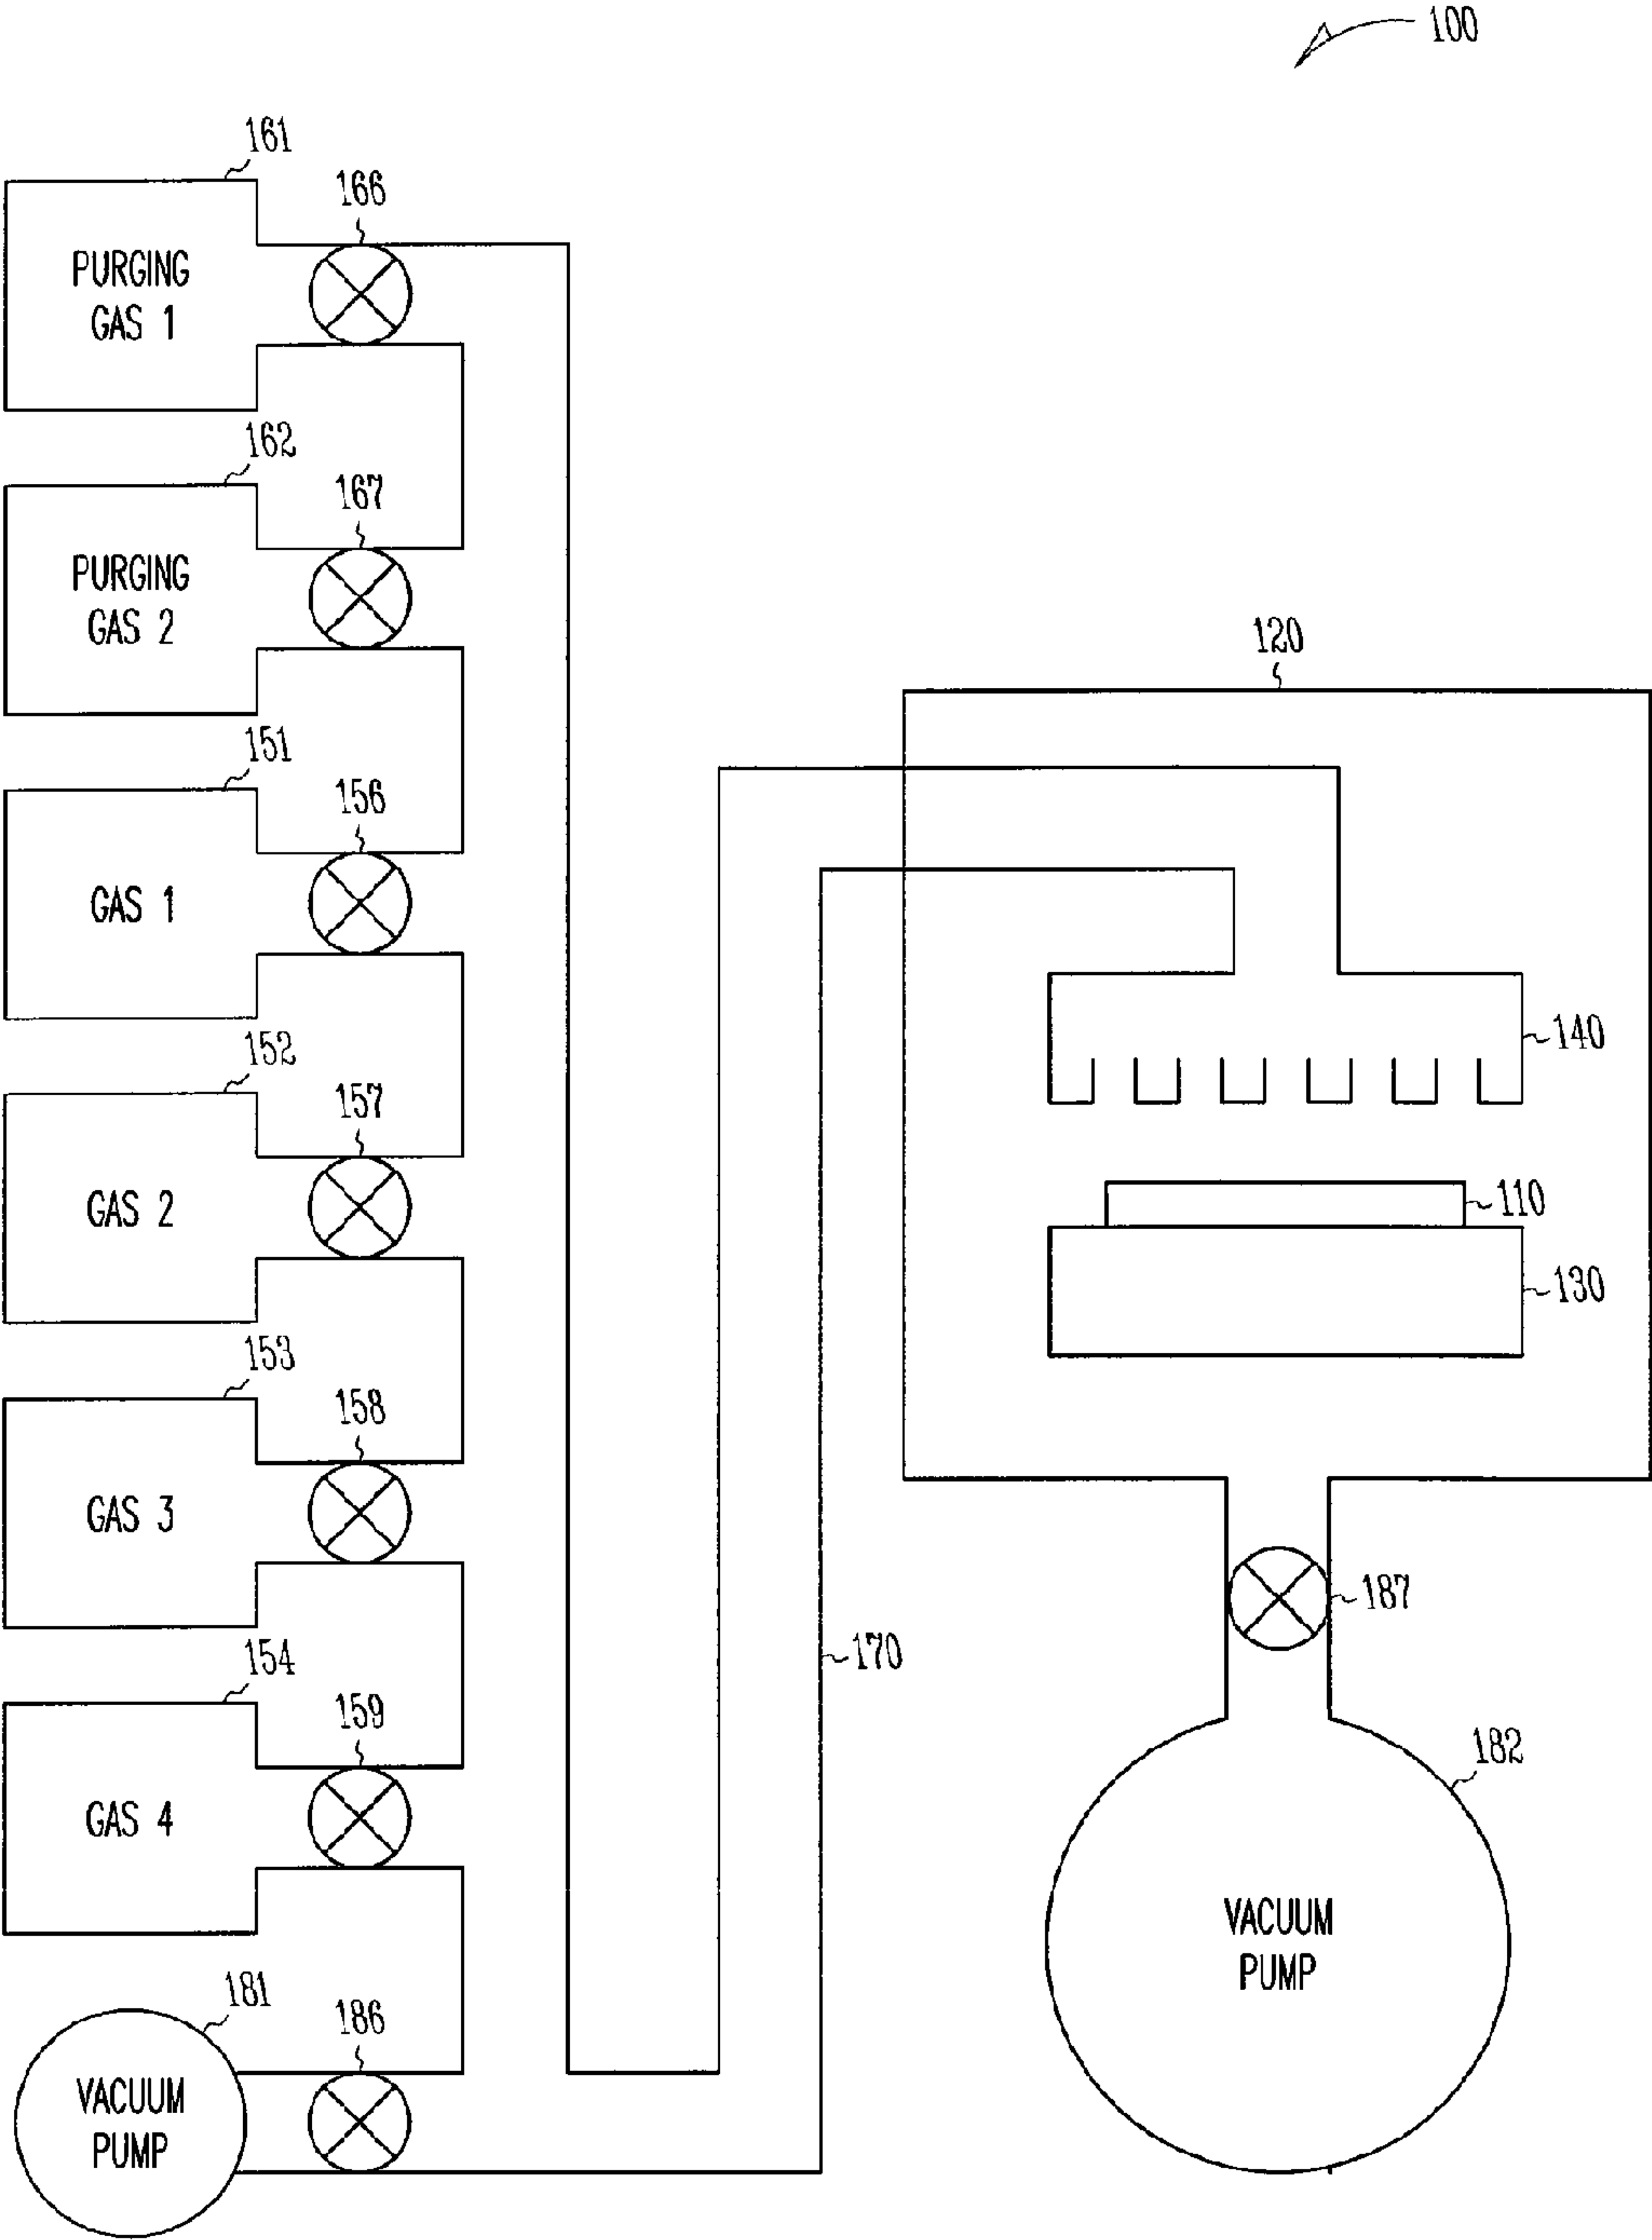 100
161
166
PURGING
GAS 1
162
167
PURGING
GAS 2
120
151
156
GAS 1
140
152
157
110
GAS 2
130
153
158
GAS 3
187
170
154
159
182
GAS 4
VACUUM
PUMP
181
186
VACUUM
PUMP